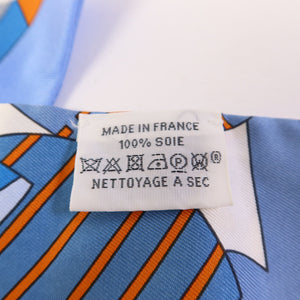 MADE IN FRANCE
100% SOIE
Ⓟ Ⓦ ®
NETTOYAGE A SEC